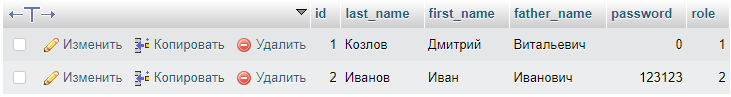 id last_name first_name father_name password role
Изменить Копировать Удалить 1 Козлов Дмитрий Витальевич 0 1
Изменить Копировать Удалить 2 Иванов Иван Иванович 123123 2